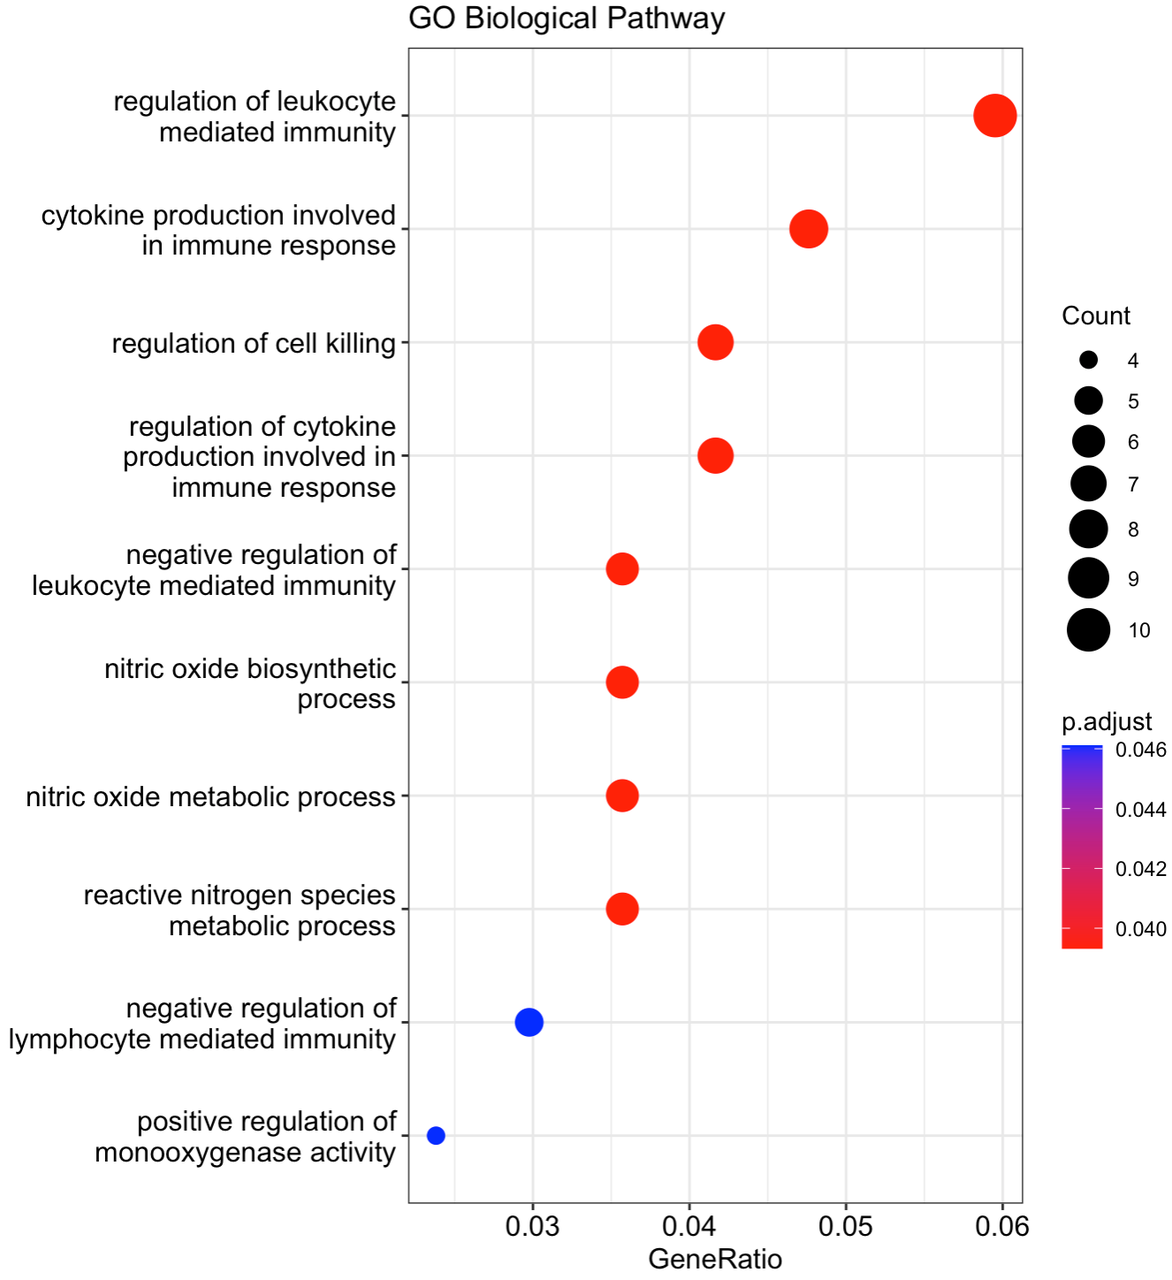 GO Biological Pathway
regulation of leukocyte
mediated immunity
cytokine production involved
in immune response
regulation of cell killing
regulation of cytokine
production involved in
immune response
negative regulation of
leukocyte mediated immunity
nitric oxide biosynthetic
process
nitric oxide metabolic process
reactive nitrogen species
metabolic process
negative regulation of
lymphocyte mediated immunity
positive regulation of
monooxygenase activity
0.03 0.04 0.05 0.06
GeneRatio
Count
4
5
6
7
8
9
10
p.adjust
0.046
0.044
0.042
0.040